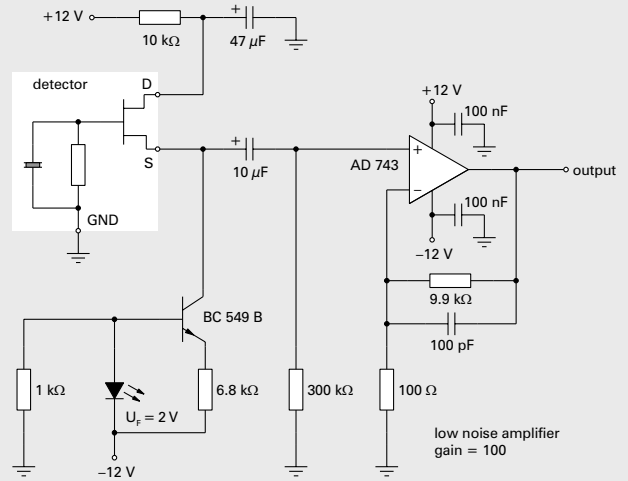 +12 V
10 kΩ
+
47 µF
detector
D
S
GND
+
10 µF
+12 V
100 nF
AD 743
+
−
output
100 nF
−12 V
9.9 kΩ
100 pF
BC 549 B
1 kΩ
U_F = 2 V
6.8 kΩ
300 kΩ
100 Ω
−12 V
low noise amplifier
gain = 100